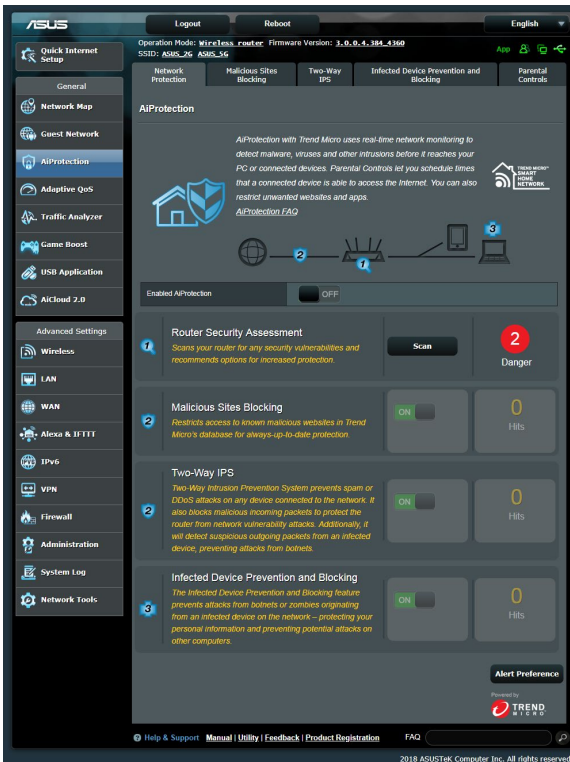 ASUS
Logout
Reboot
English
Quick Internet
Setup
Operation Mode: Wireless router Firmware Version: 3.0.0.4.384_4360
SSID: ASUS_2G ASUS_5G
App
General
Network Map
Guest Network
AiProtection
Adaptive QoS
Traffic Analyzer
Game Boost
USB Application
AiCloud 2.0
Advanced Settings
Wireless
LAN
WAN
Alexa & IFTTT
IPv6
VPN
Firewall
Administration
System Log
Network Tools
Network
Protection
Malicious Sites
Blocking
Two-Way
IPS
Infected Device Prevention and
Blocking
Parental
Controls
AiProtection
AiProtection with Trend Micro uses real-time network monitoring to
detect malware, viruses and other intrusions before it reaches your
PC or connected devices. Parental Controls let you schedule times
that a connected device is able to access the Internet. You can also
restrict unwanted websites and apps.
AiProtection FAQ
TREND MICRO™
SMART
HOME
NETWORK
2
1
3
Enabled AiProtection
OFF
1
Router Security Assessment
Scans your router for any security vulnerabilities and
recommends options for increased protection.
Scan
2
Danger
2
Malicious Sites Blocking
Restricts access to known malicious websites in Trend
Micro's database for always-up-to-
date protection.
ON
0
Hits
2
Two-Way IPS
Two-Way Intrusion Prevention System prevents spam or
DDoS attacks on any device connected to the network. It
also blocks malicious incoming packets to protect the
router from network vulnerability attacks. Additionally, it
will detect suspicious outgoing packets from an infected
device, preventing attacks from botnets.
ON
0
Hits
3
Infected Device Prevention and Blocking
The Infected Device Prevention and Blocking feature
prevents attacks from botnets or zombies originating
from an infected device on the network – protecting your
personal information and preventing potential attacks on
other computers.
ON
0
Hits
Alert Preference
Powered by
TREND
MICRO
Help & Support
Manual | Utility | Feedback | Product Registration
FAQ
2018 ASUSTeK Computer Inc. All rights reserved